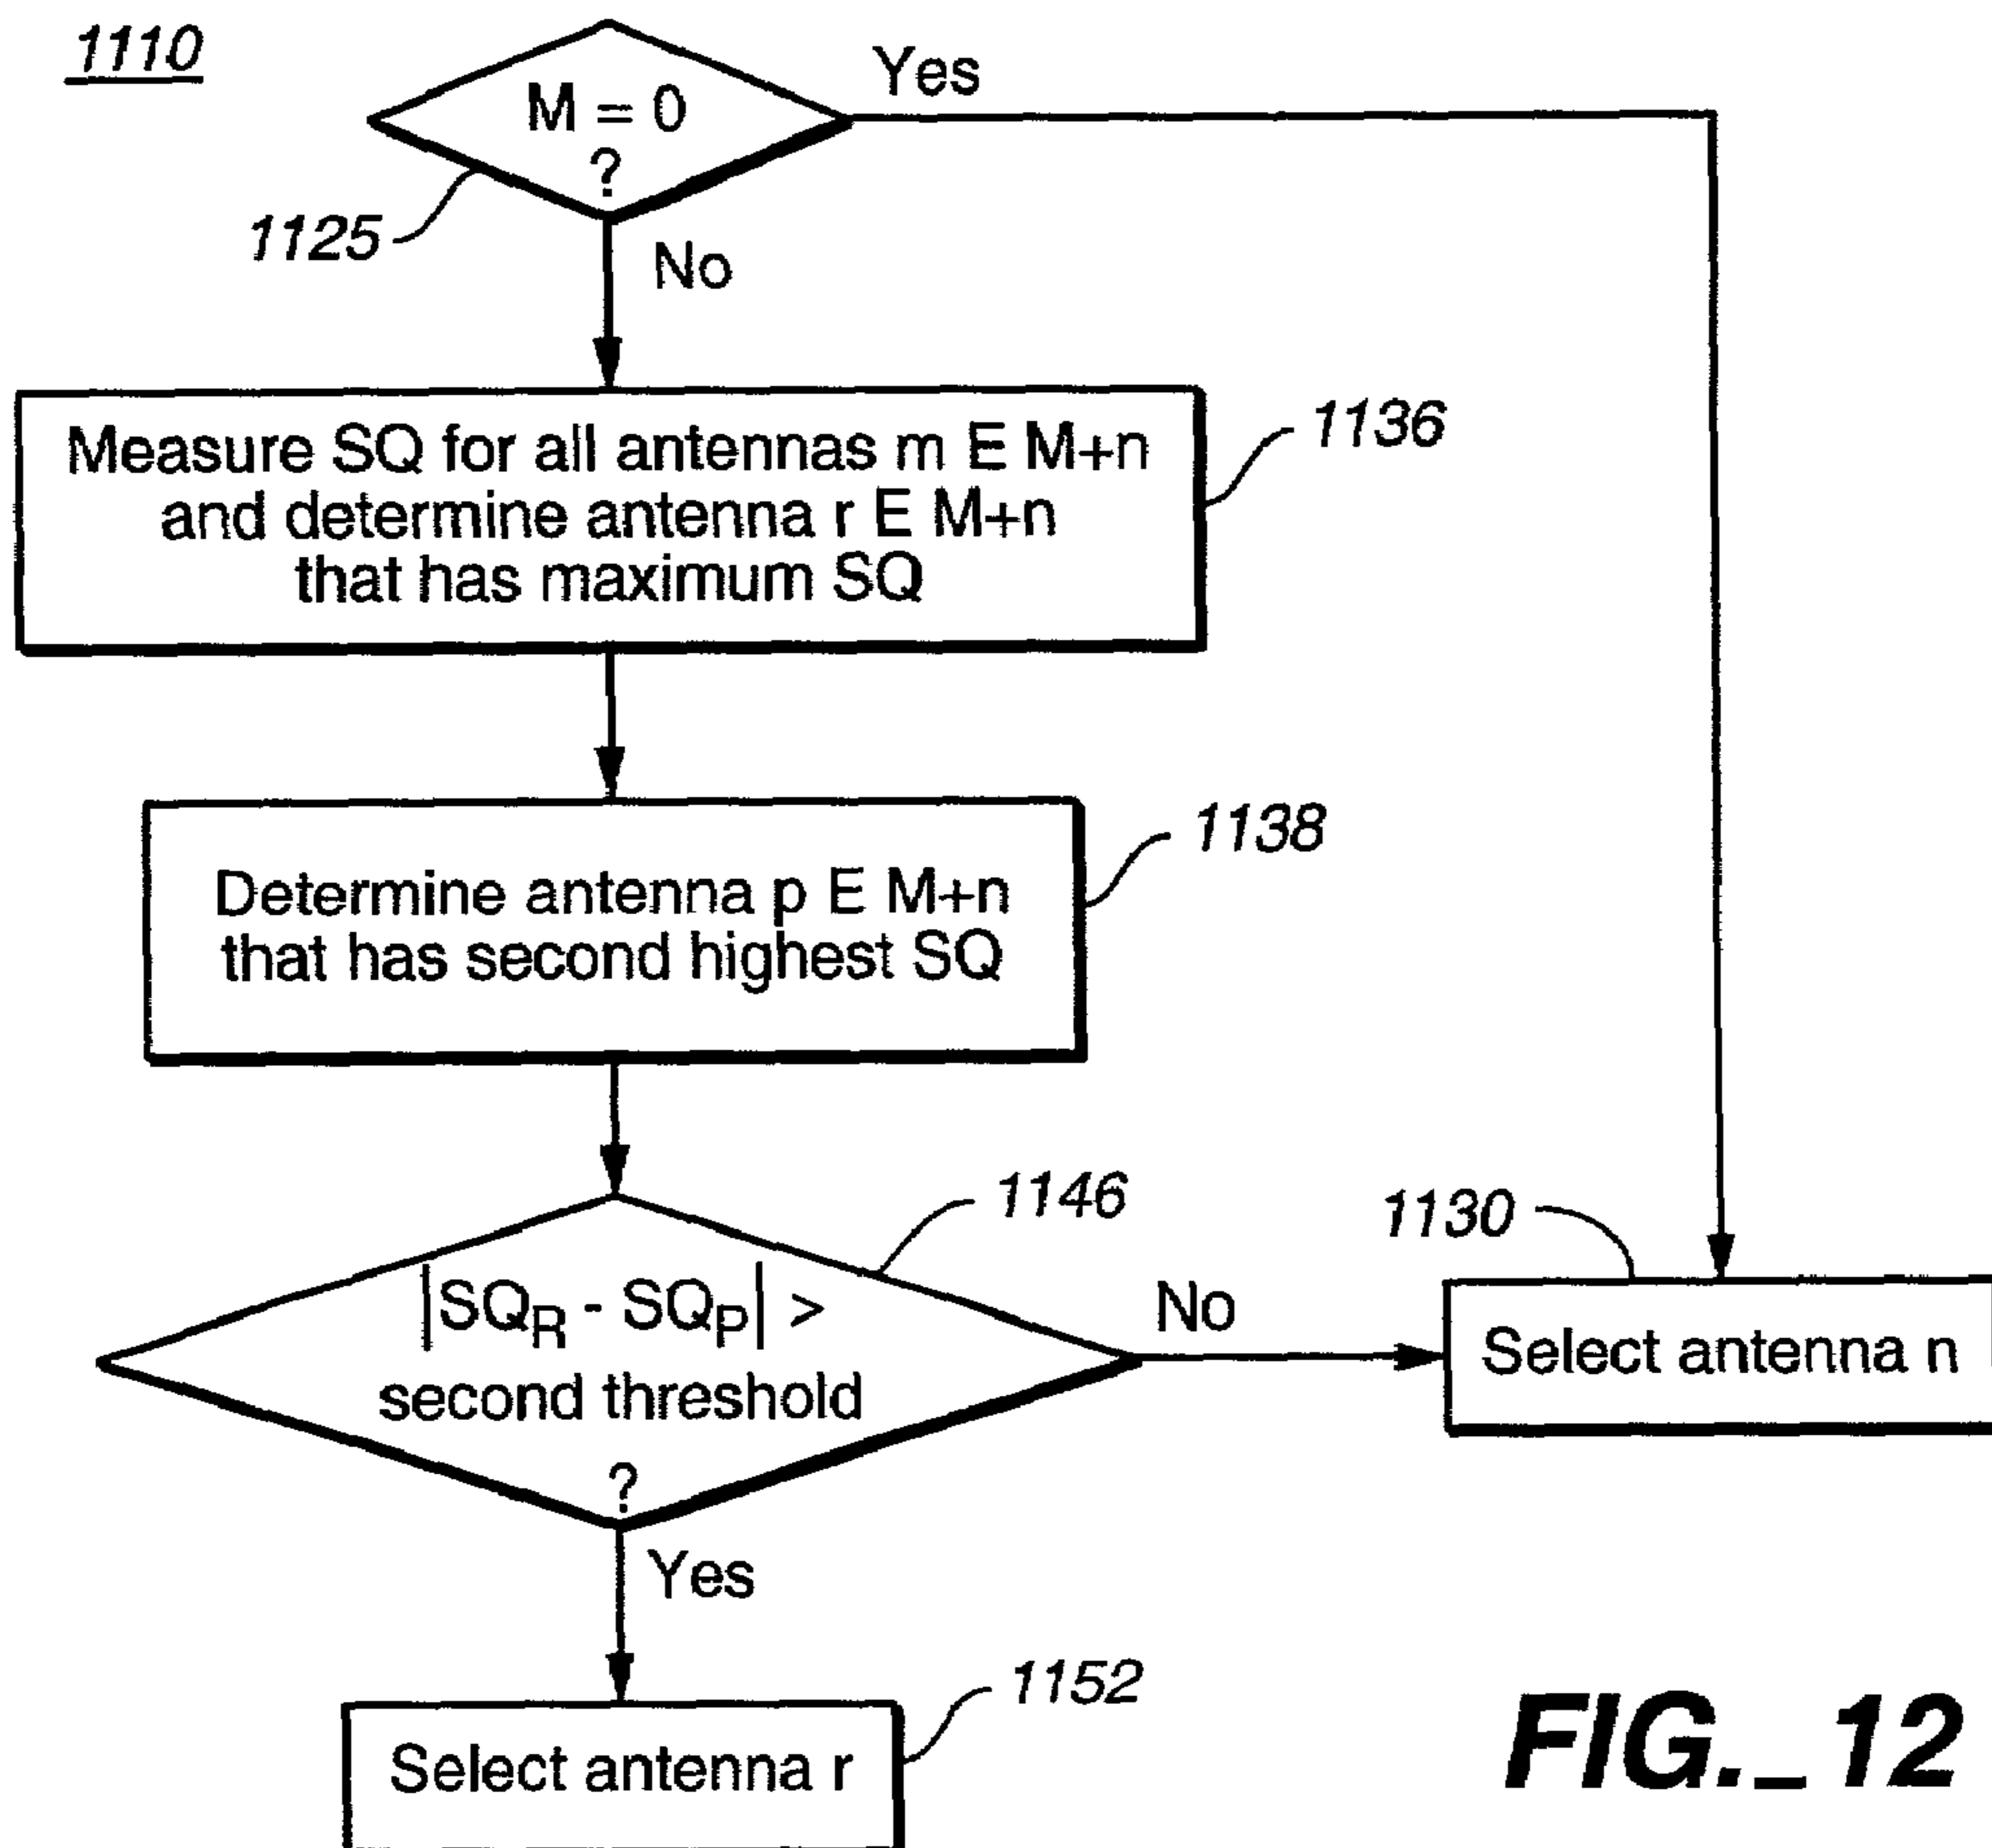 1110
M = 0
?
Yes
1125
No
Measure SQ for all antennas m E M+n
and determine antenna r E M+n
that has maximum SQ
1136
Determine antenna p E M+n
that has second highest SQ
1138
|SQR - SQP| >
second threshold
?
1146
No
1130
Select antenna n
Yes
Select antenna r
1152
FIG._12